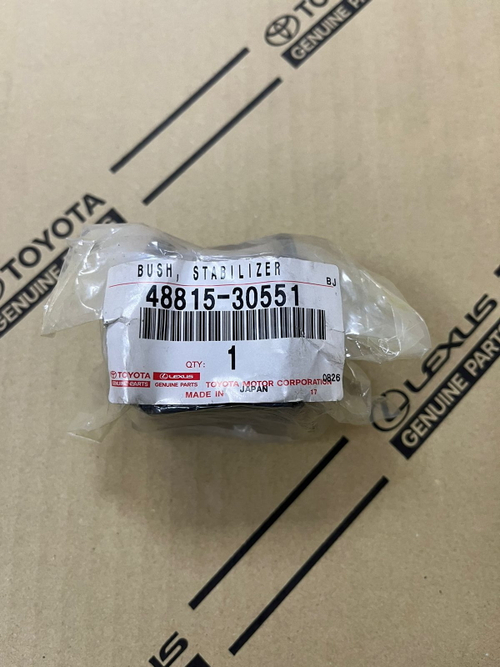 TOYOTA
GENUINE PARTS
TOYOTA
GENUINE PARTS
BUSH, STABILIZER
BJ
48815-30551
QTY: 1
TOYOTA LEXUS
GENUINE PARTS GENUINE PARTS TOYOTA MOTOR CORPORATION 0826
MADE IN JAPAN 17
LEXUS
GENUINE PARTS